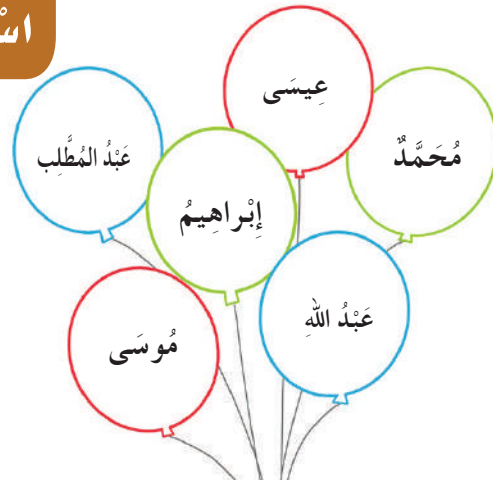 عِيسَى
مُحَمَّدٌ
عَبْدُ المُطَّلِب
إِبْراهِيمُ
عَبْدُ اللهِ
مُوسَى